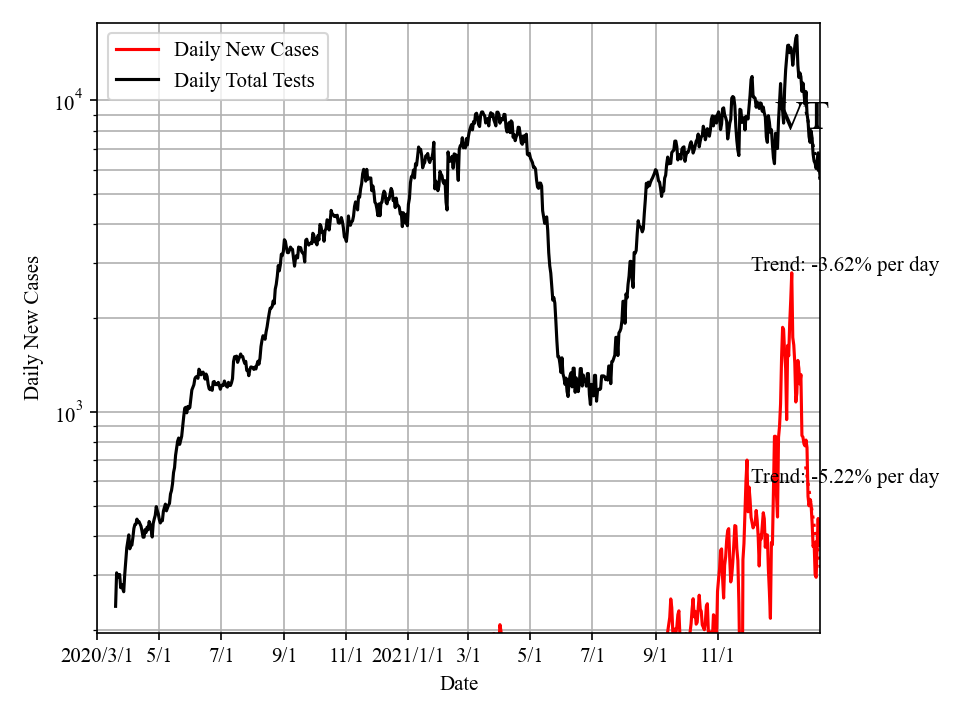 Daily New Cases
Daily Total Tests
10^4
VT
Trend: -3.62% per day
Daily New Cases
10^3
Trend: -5.22% per day
2020/3/1 5/1 7/1 9/1 11/1 2021/1/1 3/1 5/1 7/1 9/1 11/1
Date